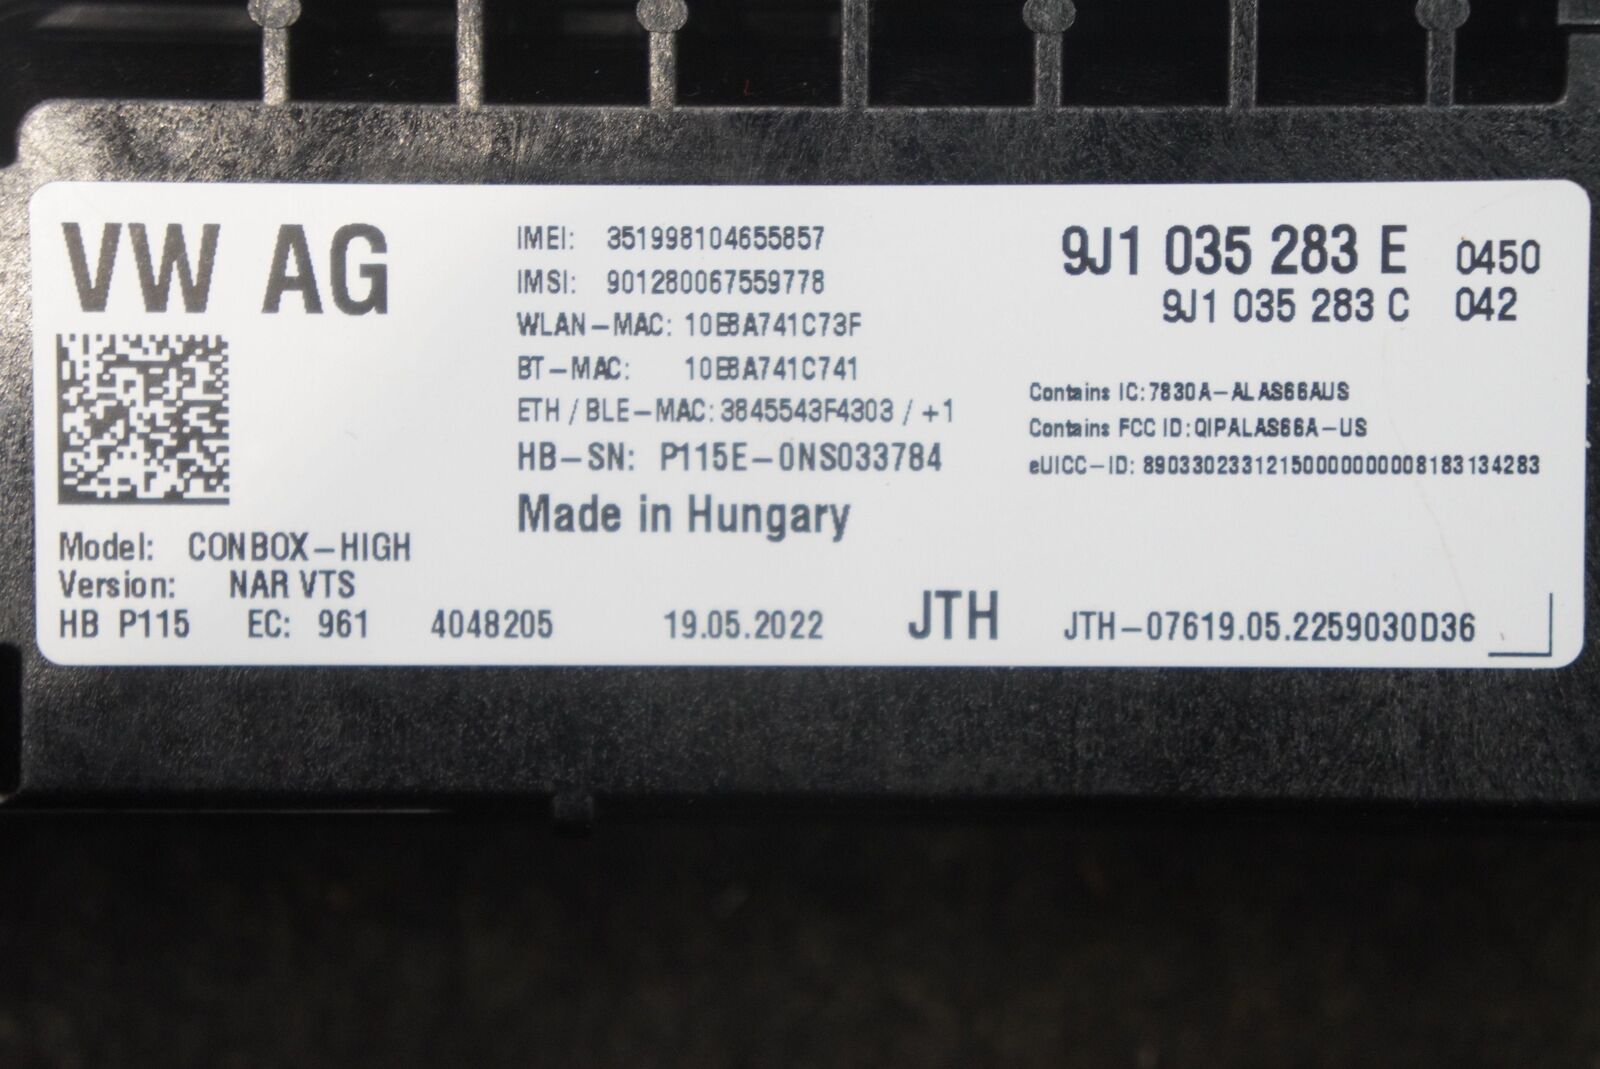 VW AG
Model: CONBOX-HIGH
Version: NAR VTS
HB P115 EC: 961 4048205 19.05.2022 JTH JTH-07619.05.2259030D36
IMEI: 351998104655857
IMSI: 901280067559778
WLAN-MAC: 10E8A741C73F
BT-MAC: 10E8A741C741
ETH / BLE-MAC: 3845543F4303 / +1
HB-SN: P115E-0NS033784
Made in Hungary
9J1 035 283 E 0450
9J1 035 283 C 042
Contains IC: 7830A-ALAS66AUS
Contains FCC ID: QIPALAS66A-US
eUICC-ID: 89033023312150000000008183134283